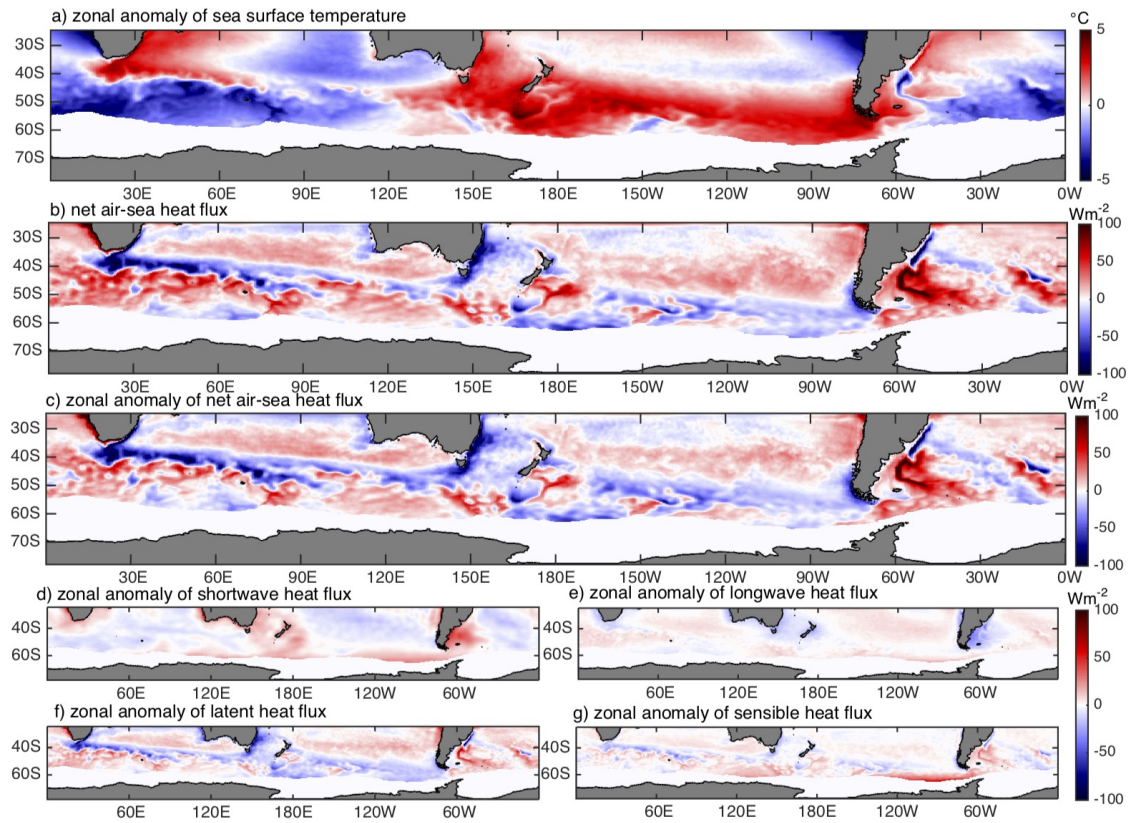 a) zonal anomaly of sea surface temperature
°C
30S
40S
50S
60S
70S
5
0
-5
30E 60E 90E 120E 150E 180E 150W 120W 90W 60W 30W 0W
b) net air-sea heat flux
Wm-2
30S
40S
50S
60S
70S
100
50
0
-50
-100
30E 60E 90E 120E 150E 180E 150W 120W 90W 60W 30W 0W
c) zonal anomaly of net air-sea heat flux
Wm-2
30S
40S
50S
60S
70S
100
50
0
-50
-100
30E 60E 90E 120E 150E 180E 150W 120W 90W 60W 30W 0W
d) zonal anomaly of shortwave heat flux
40S
60S
60E 120E 180E 120W 60W
e) zonal anomaly of longwave heat flux
40S
60S
60E 120E 180E 120W 60W
Wm-2
100
50
0
-50
-100
f) zonal anomaly of latent heat flux
40S
60S
60E 120E 180E 120W 60W
g) zonal anomaly of sensible heat flux
40S
60S
60E 120E 180E 120W 60W